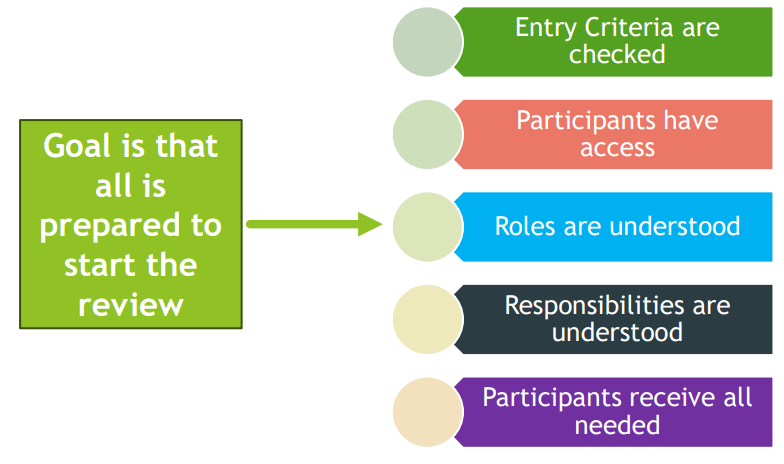 Goal is that
all is
prepared to
start the
review
Entry Criteria are
checked
Participants have
access
Roles are understood
Responsibilities are
understood
Participants receive all
needed